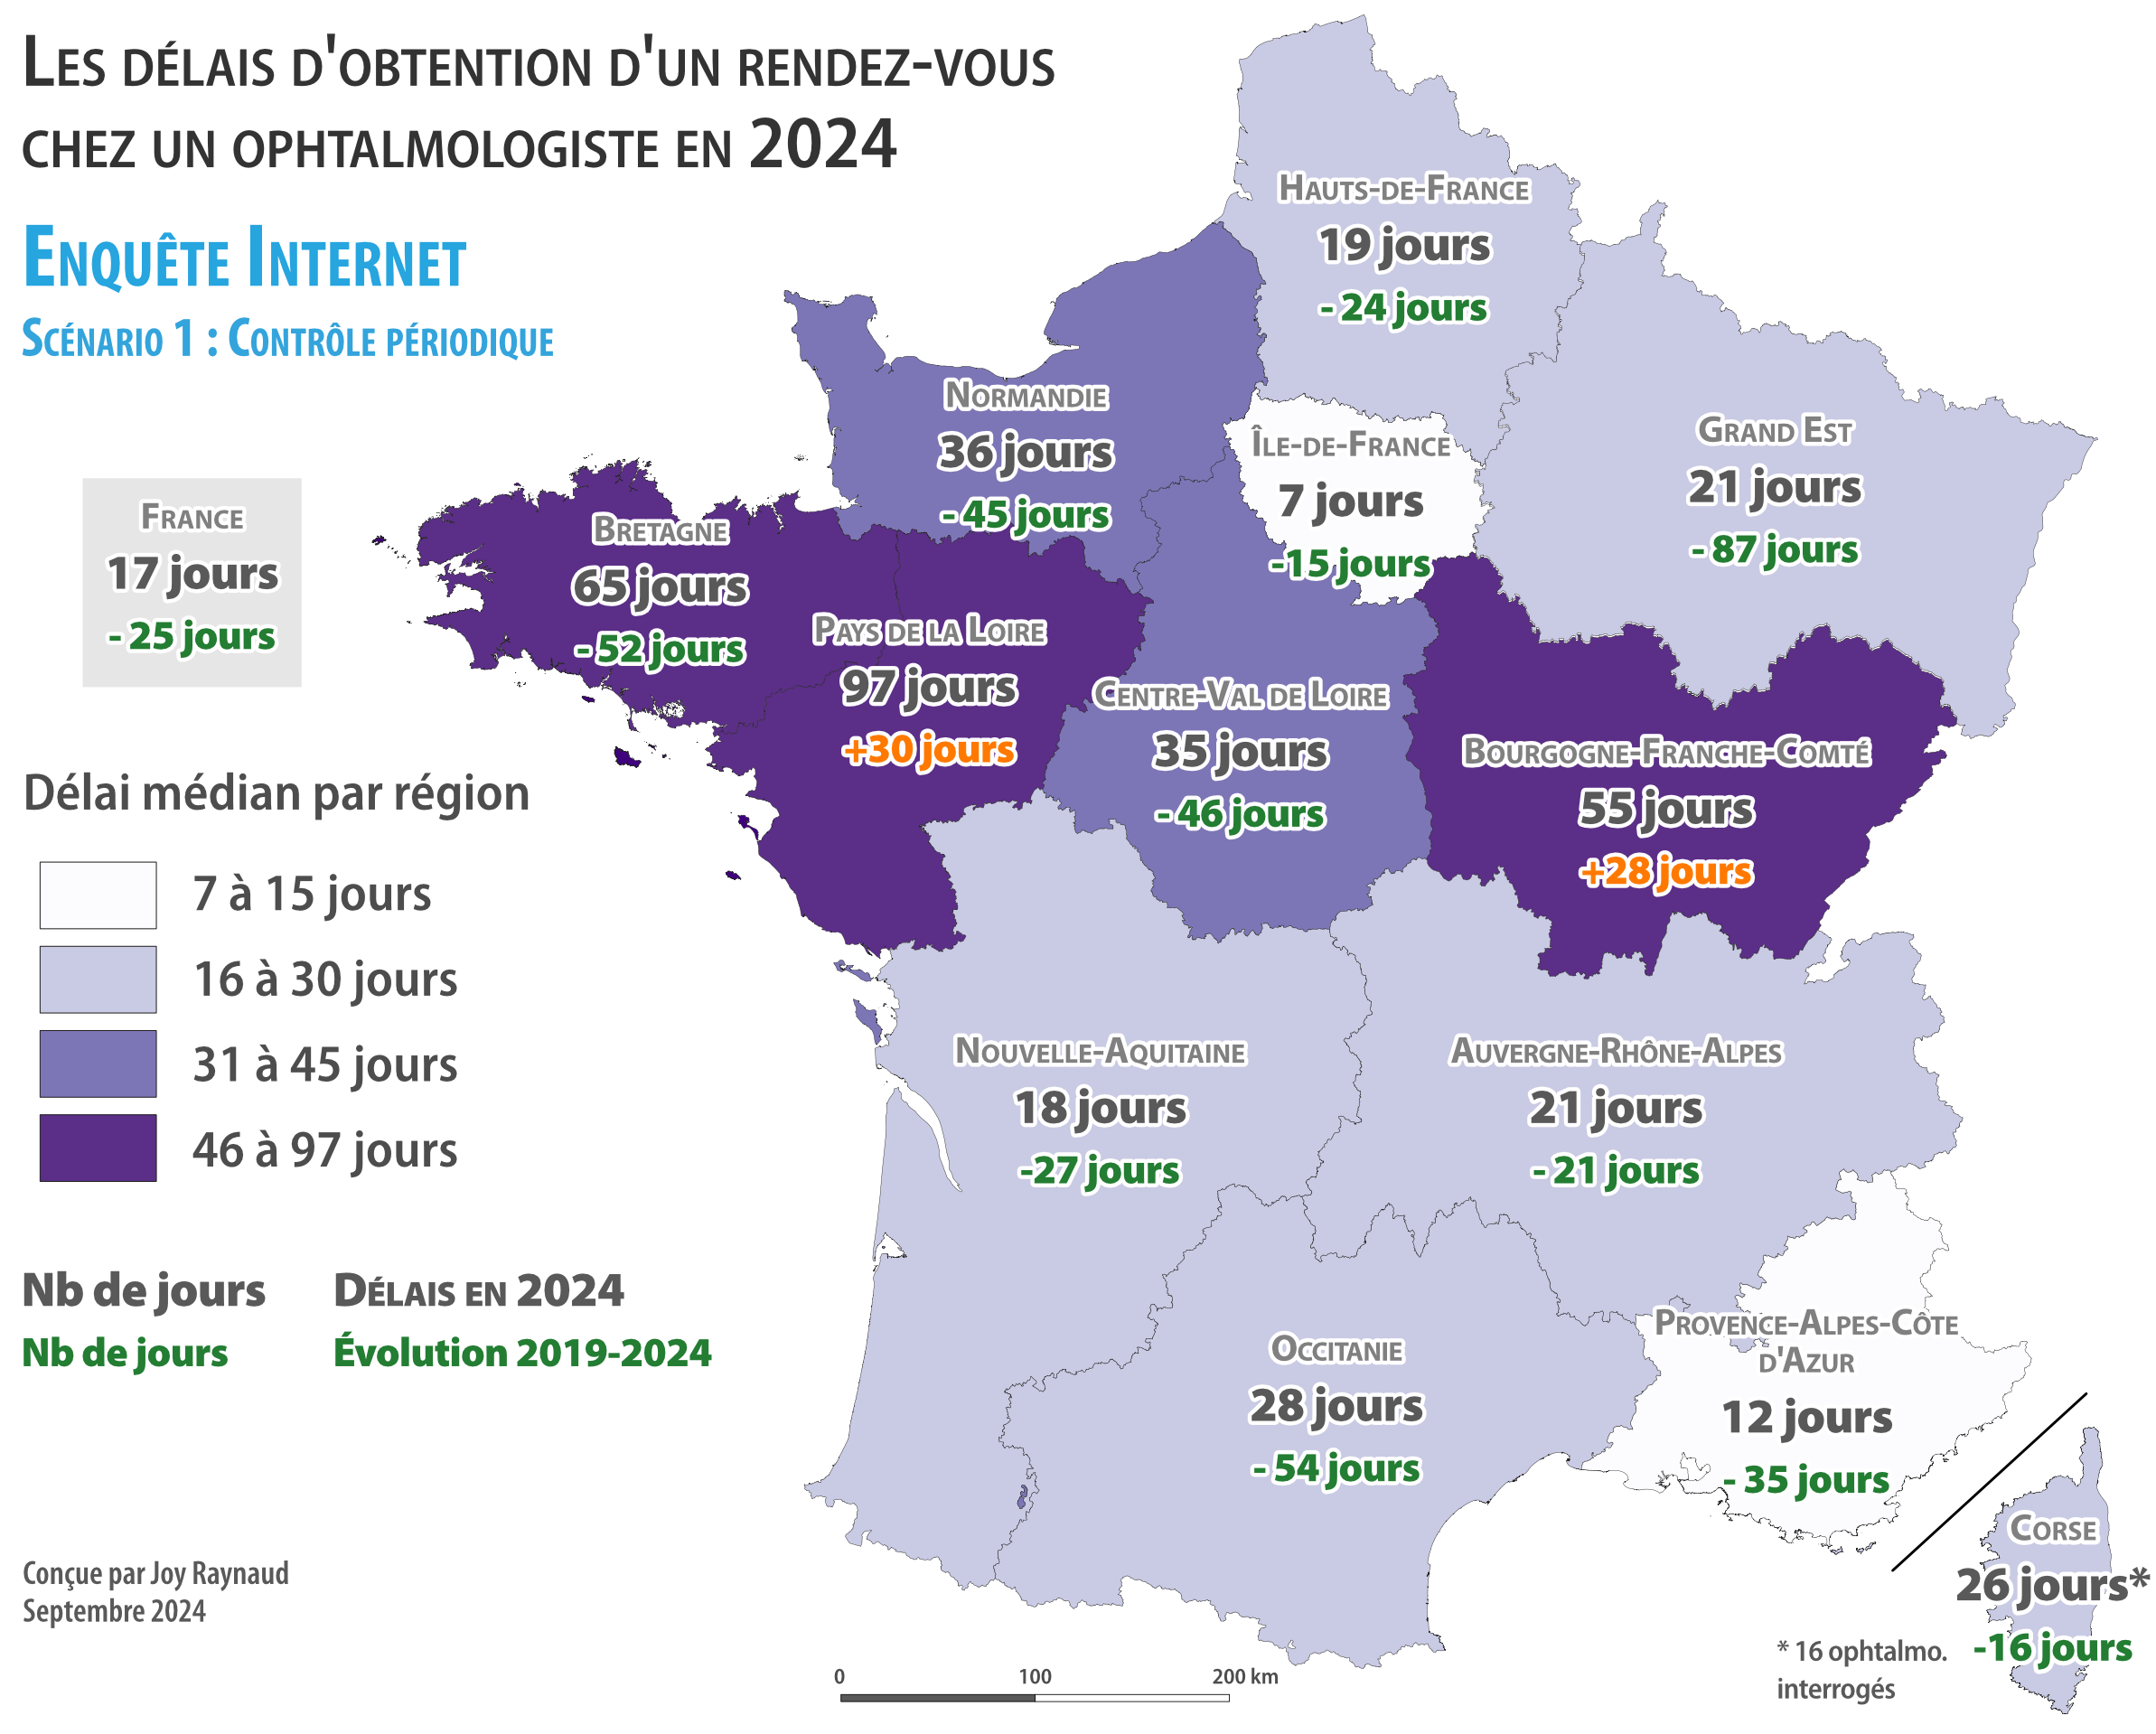 Les délais d'obtention d'un rendez-vous
chez un ophtalmologiste en 2024
Enquête Internet
Scénario 1 : Contrôle périodique
Hauts-de-France
19 jours
- 24 jours
Normandie
36 jours
- 45 jours
Île-de-France
7 jours
-15 jours
Grand Est
21 jours
- 87 jours
France
17 jours
- 25 jours
Bretagne
65 jours
- 52 jours
Pays de la Loire
97 jours
+30 jours
Centre-Val de Loire
35 jours
- 46 jours
Bourgogne-Franche-Comté
55 jours
+28 jours
Délai médian par région
7 à 15 jours
16 à 30 jours
31 à 45 jours
46 à 97 jours
Nouvelle-Aquitaine
18 jours
-27 jours
Auvergne-Rhône-Alpes
21 jours
- 21 jours
Nb de jours Délais en 2024
Nb de jours Évolution 2019-2024
Occitanie
28 jours
- 54 jours
Provence-Alpes-Côte
d'Azur
12 jours
- 35 jours
Corse
26 jours*
-16 jours
* 16 ophtalmo.
interrogés
Conçue par Joy Raynaud
Septembre 2024
0 100 200 km